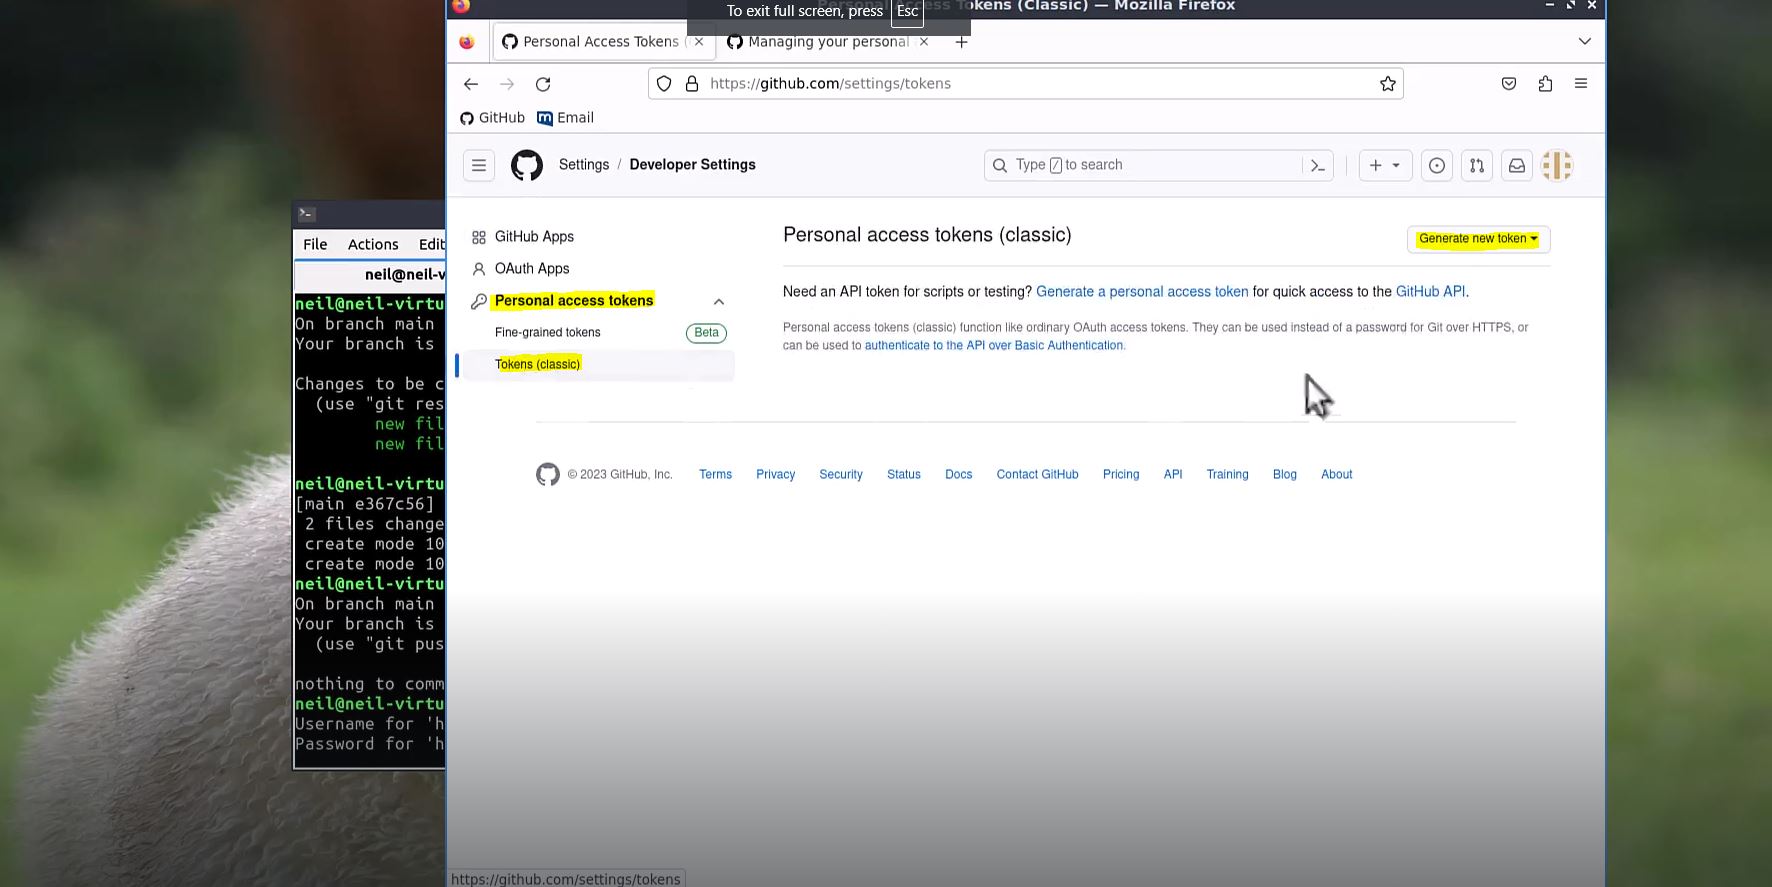 To exit full screen, press Esc
Tokens (Classic) — Mozilla Firefox
Personal Access Tokens (
Managing your personal
https://github.com/settings/tokens
GitHub
Email
Settings / Developer Settings
Type / to search
GitHub Apps
OAuth Apps
Personal access tokens
Fine-grained tokens
Beta
Tokens (classic)
Personal access tokens (classic)
Generate new token
Need an API token for scripts or testing? Generate a personal access token for quick access to the GitHub API.
Personal access tokens (classic) function like ordinary OAuth access tokens. They can be used instead of a password for Git over HTTPS, or
can be used to authenticate to the API over Basic Authentication.
© 2023 GitHub, Inc. Terms Privacy Security Status Docs Contact GitHub Pricing API Training Blog About
https://github.com/settings/tokens
File Actions Edit
neil@neil-v
neil@neil-virtu
On branch main
Your branch is
Changes to be c
(use "git res
new fil
new fil
neil@neil-virtu
[main e367c56]
2 files change
create mode 10
create mode 10
neil@neil-virtu
On branch main
Your branch is
(use "git pus
nothing to comm
neil@neil-virtu
Username for 'h
Password for 'h